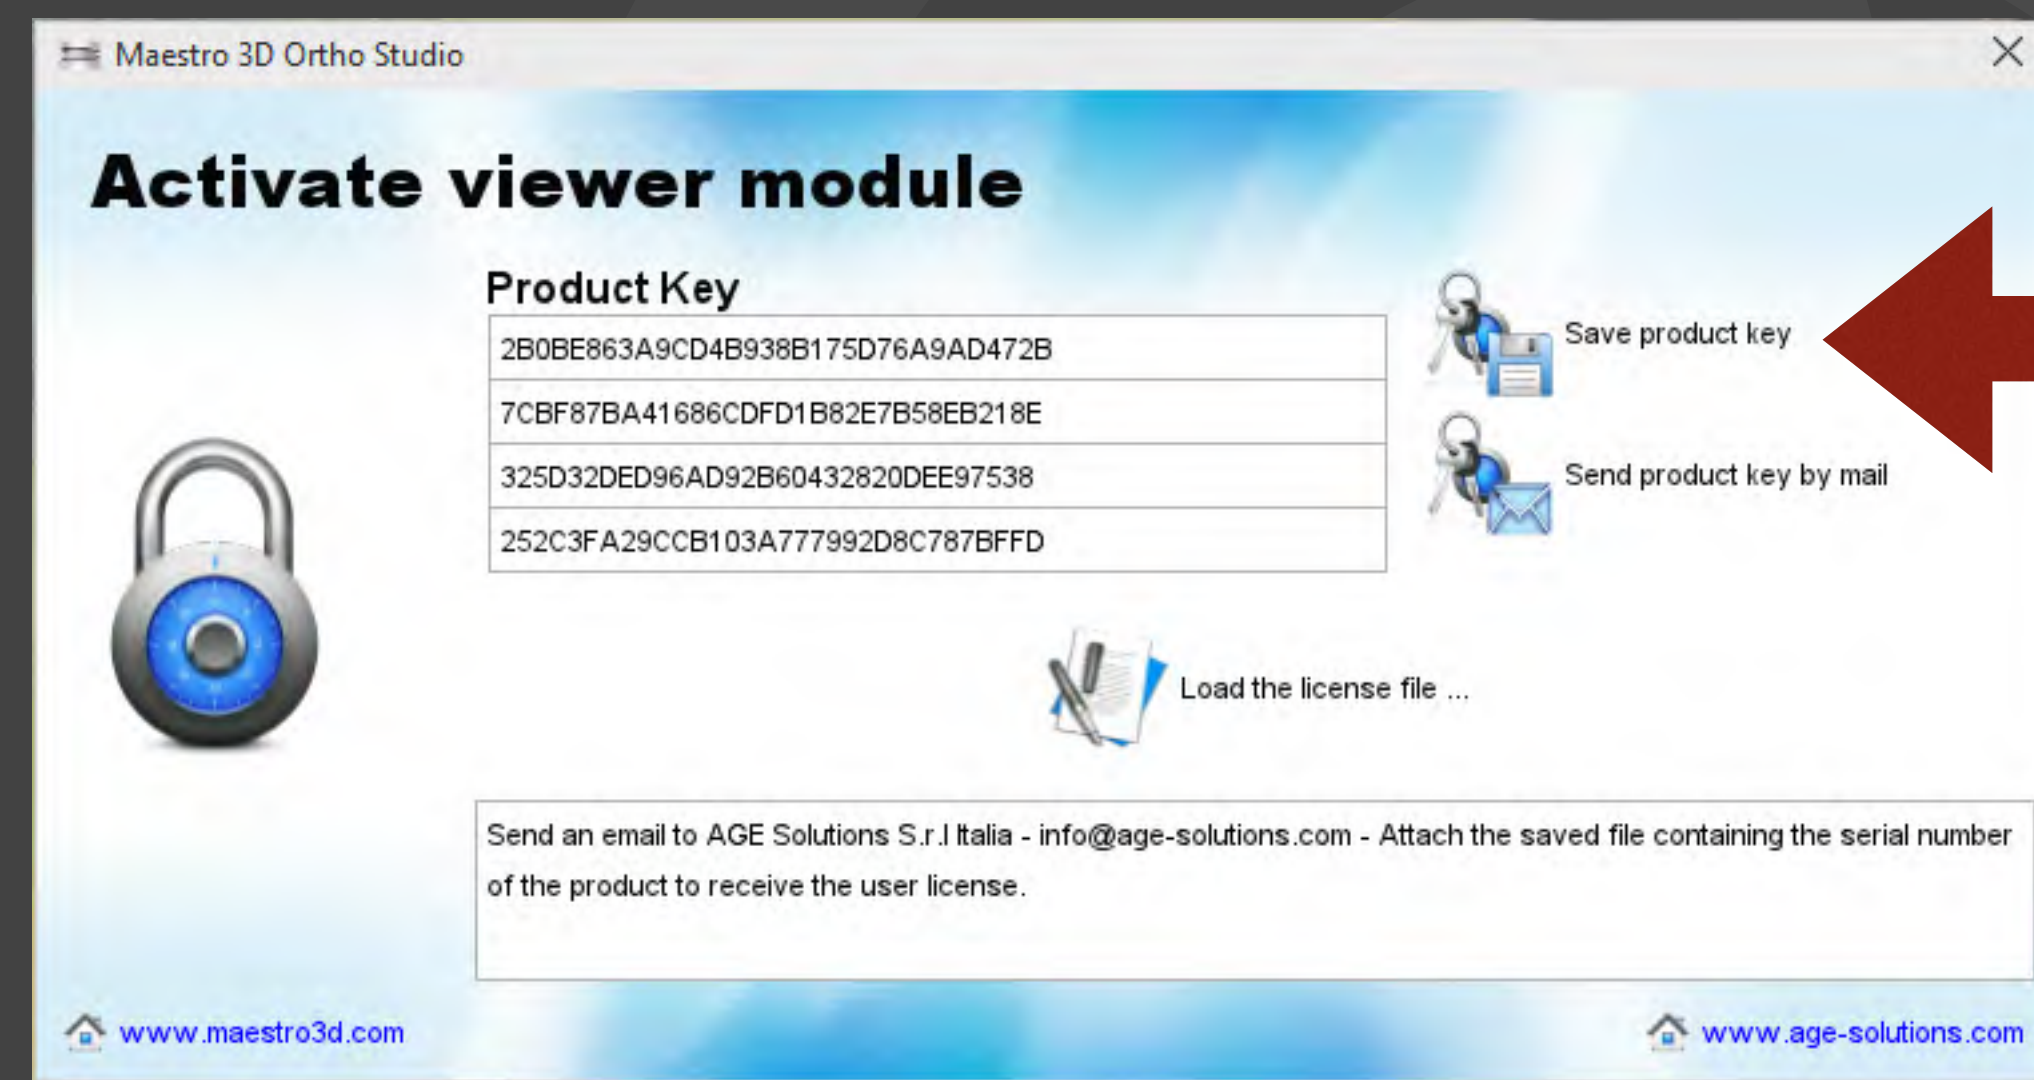 Maestro 3D Ortho Studio
Activate viewer module
Product Key
2B0BE863A9CD4B938B175D76A9AD472B
7CBF87BA41686CDFD1B82E7B58EB218E
325D32DED96AD92B60432820DEE97538
252C3FA29CCB103A777992D8C787BFFD
Save product key
Send product key by mail
Load the license file ...
Send an email to AGE Solutions S.r.l Italia - info@age-solutions.com - Attach the saved file containing the serial number
of the product to receive the user license.
www.maestro3d.com
www.age-solutions.com